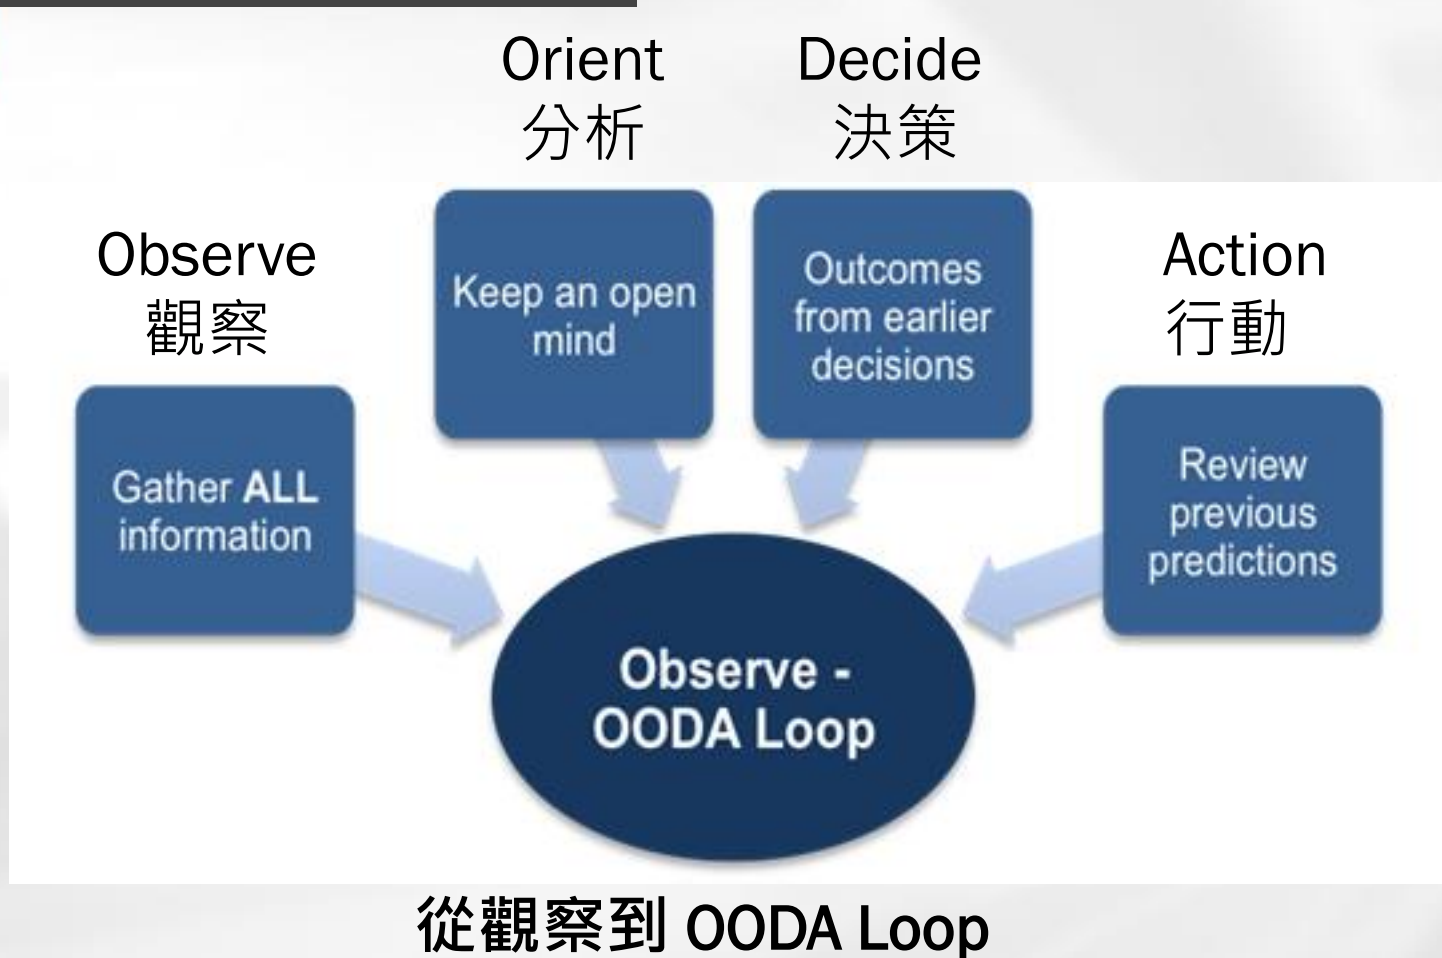 Orient
分析
Decide
決策
Observe
觀察
Action
行動
Keep an open
mind
Outcomes
from earlier
decisions
Gather ALL
information
Review
previous
predictions
Observe -
OODA Loop
從觀察到 OODA Loop